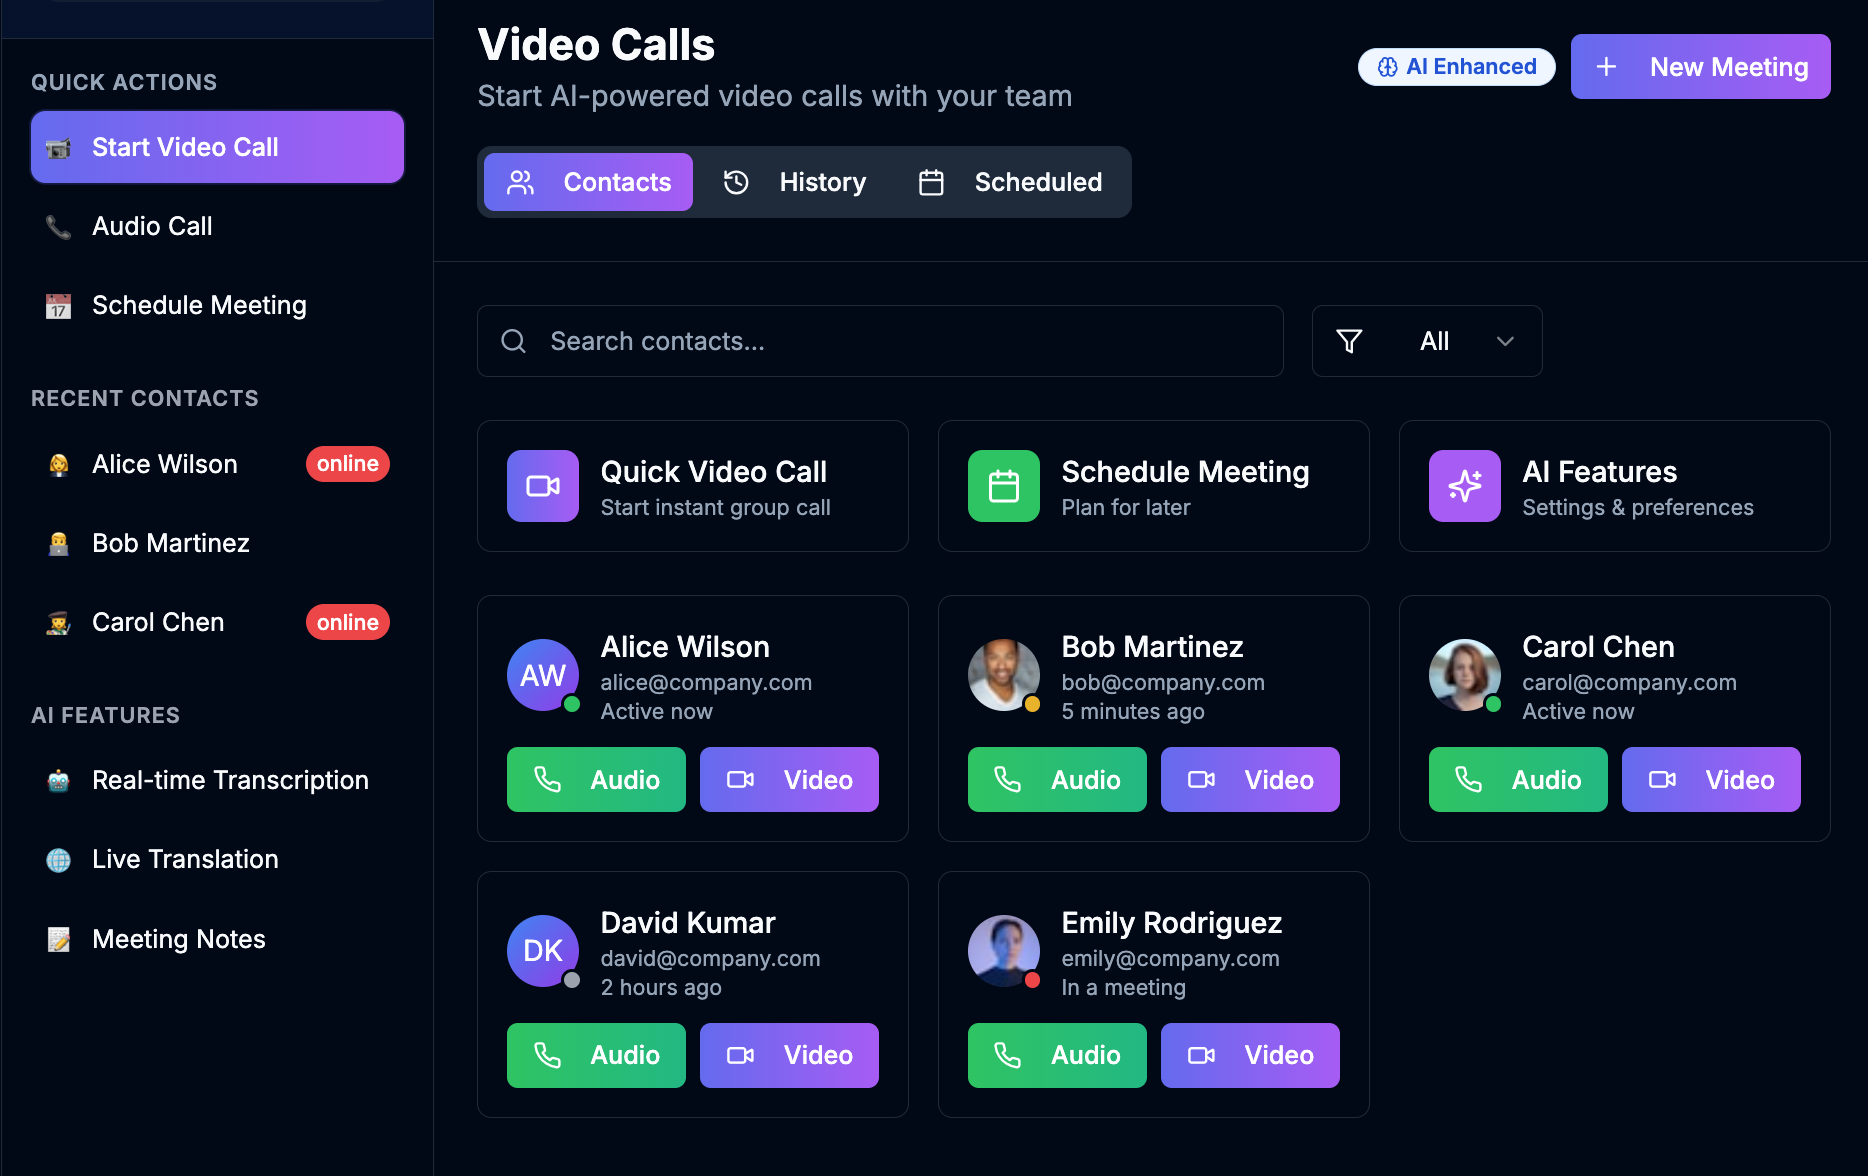 QUICK ACTIONS
Start Video Call
Audio Call
17
Schedule Meeting
RECENT CONTACTS
Alice Wilson
online
Bob Martinez
Carol Chen
online
AI FEATURES
Real-time Transcription
Live Translation
Meeting Notes
Video Calls
Start AI-powered video calls with your team
AI Enhanced
New Meeting
Contacts
History
Scheduled
Search contacts...
All
Quick Video Call
Start instant group call
Schedule Meeting
Plan for later
AI Features
Settings & preferences
AW
Alice Wilson
alice@company.com
Active now
Audio
Video
Bob Martinez
bob@company.com
5 minutes ago
Audio
Video
Carol Chen
carol@company.com
Active now
Audio
Video
DK
David Kumar
david@company.com
2 hours ago
Audio
Video
Emily Rodriguez
emily@company.com
In a meeting
Audio
Video